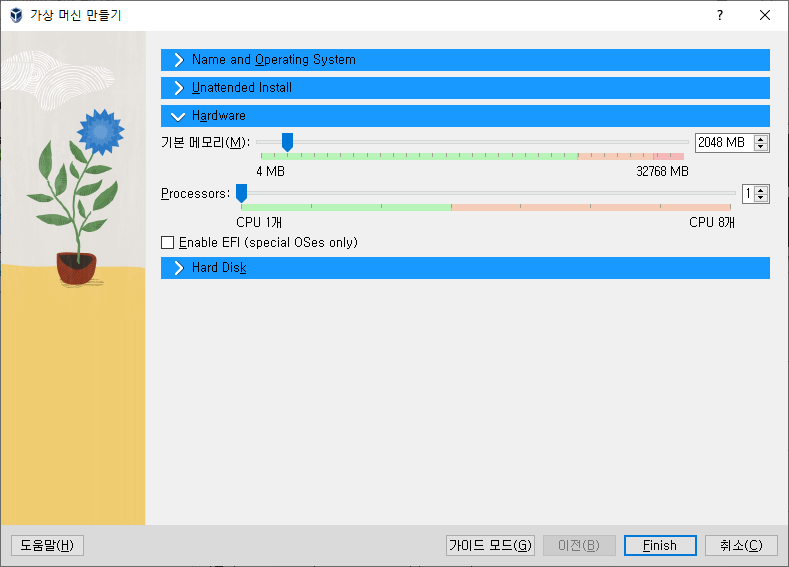 가상 머신 만들기
Name and Operating System
Unattended Install
Hardware
기본 메모리(M): 2048 MB
4 MB 32768 MB
Processors: 1
CPU 1개 CPU 8개
Enable EFI (special OSes only)
Hard Disk
도움말(H) 가이드 모드(G) 이전(B) Finish 취소(C)